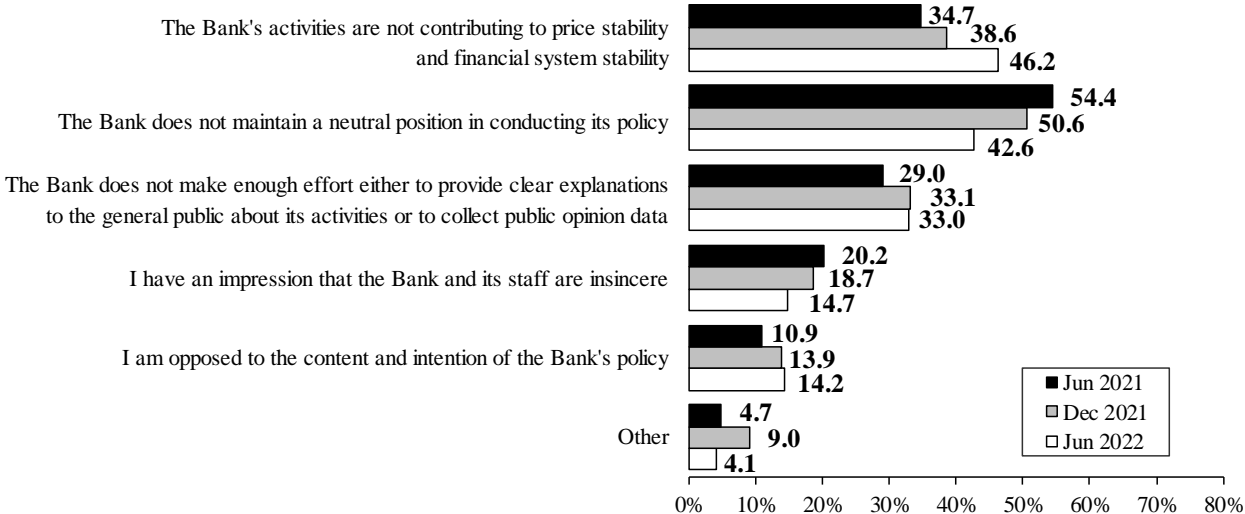 The Bank's activities are not contributing to price stability
and financial system stability
34.7
38.6
46.2
The Bank does not maintain a neutral position in conducting its policy
54.4
50.6
42.6
The Bank does not make enough effort either to provide clear explanations
to the general public about its activities or to collect public opinion data
29.0
33.1
33.0
I have an impression that the Bank and its staff are insincere
20.2
18.7
14.7
I am opposed to the content and intention of the Bank's policy
10.9
13.9
14.2
Other
4.7
9.0
4.1
Jun 2021
Dec 2021
Jun 2022
0% 10% 20% 30% 40% 50% 60% 70% 80%